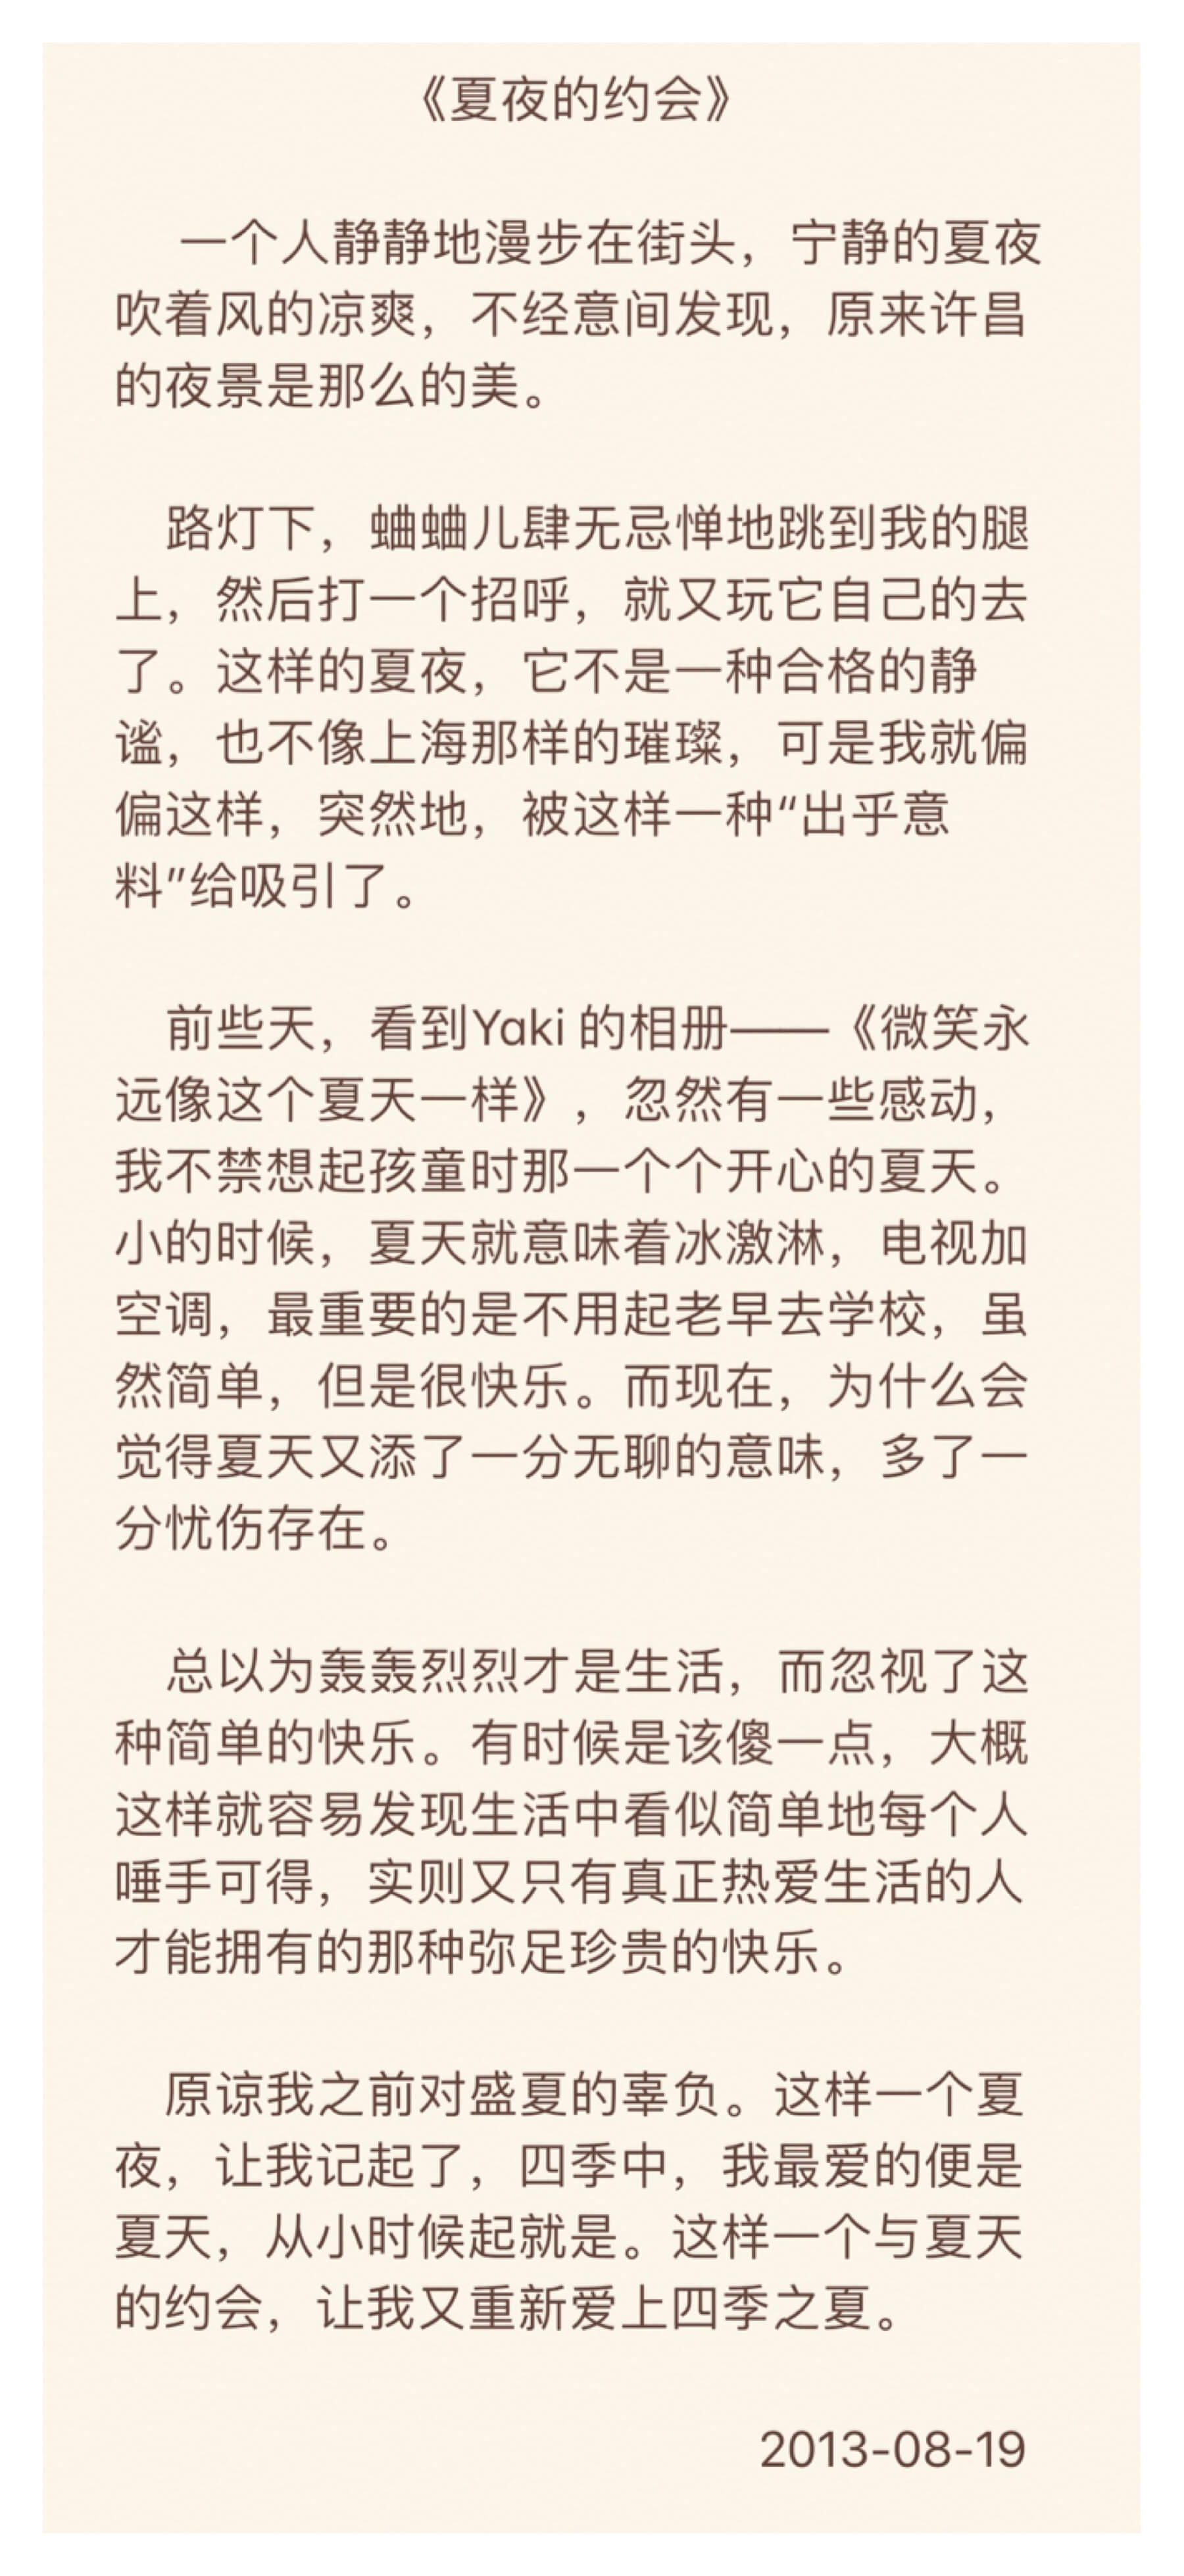 《夏夜的约会》
一个人静静地漫步在街头，宁静的夏夜
吹着风的凉爽，不经意间发现，原来许昌
的夜景是那么的美。
路灯下，蛐蛐儿肆无忌惮地跳到我的腿
上，然后打一个招呼，就又玩它自己的去
了。这样的夏夜，它不是一种合格的静
谧，也不像上海那样的璀璨，可是我就偏
偏这样，突然地，被这样一种“出乎意
料”给吸引了。
前些天，看到Yaki 的相册——《微笑永
远像这个夏天一样》，忽然有一些感动，
我不禁想起孩童时那一个个开心的夏天。
小的时候，夏天就意味着冰激淋，电视加
空调，最重要的是不用起老早去学校，虽
然简单，但是很快乐。而现在，为什么会
觉得夏天又添了一分无聊的意味，多了一
分忧伤存在。
总以为轰轰烈烈才是生活，而忽视了这
种简单的快乐。有时候是该傻一点，大概
这样就容易发现生活中看似简单地每个人
唾手可得，实则又只有真正热爱生活的人
才能拥有的那种弥足珍贵的快乐。
原谅我之前对盛夏的辜负。这样一个夏
夜，让我记起了，四季中，我最爱的便是
夏天，从小时候起就是。这样一个与夏天
的约会，让我又重新爱上四季之夏。
2013-08-19